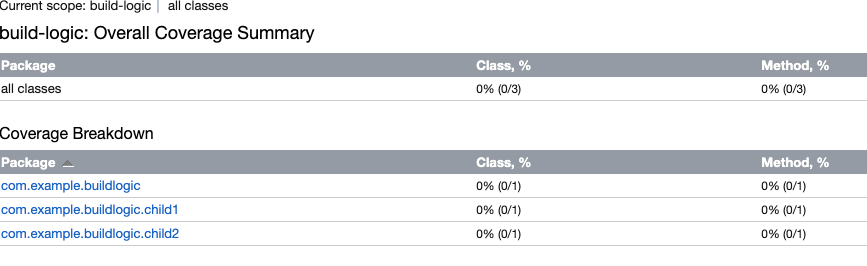 Current scope: build-logic | all classes
build-logic: Overall Coverage Summary
Package Class, % Method, %
all classes 0% (0/3) 0% (0/3)
Coverage Breakdown
Package Class, % Method, %
com.example.buildlogic 0% (0/1) 0% (0/1)
com.example.buildlogic.child1 0% (0/1) 0% (0/1)
com.example.buildlogic.child2 0% (0/1) 0% (0/1)